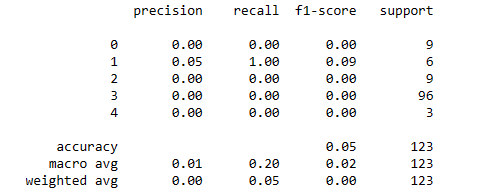 precision recall f1-score support
0 0.00 0.00 0.00 9
1 0.05 1.00 0.09 6
2 0.00 0.00 0.00 9
3 0.00 0.00 0.00 96
4 0.00 0.00 0.00 3
accuracy 0.05 123
macro avg 0.01 0.20 0.02 123
weighted avg 0.00 0.05 0.00 123